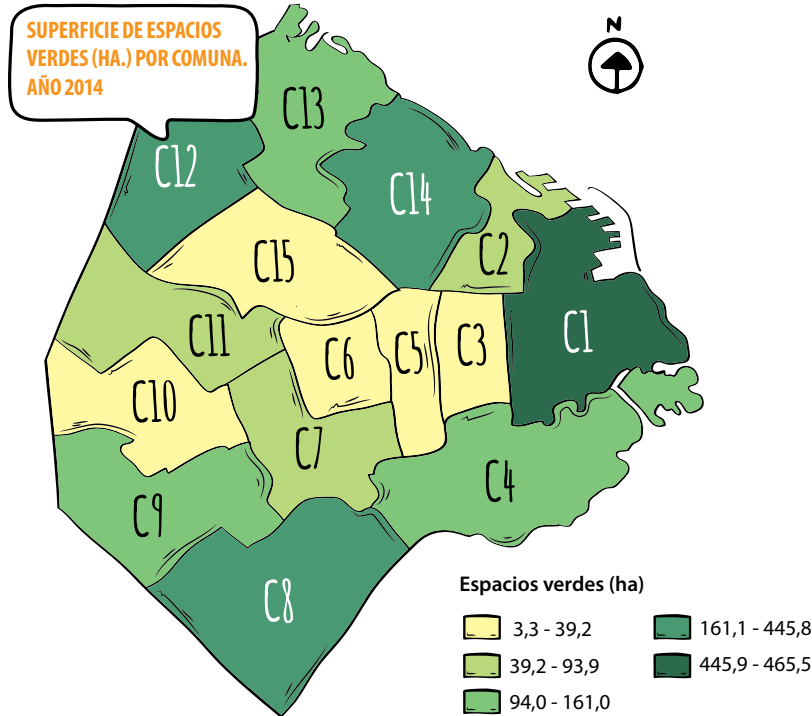 SUPERFICIE DE ESPACIOS
VERDES (HA.) POR COMUNA.
AÑO 2014
N
C13
C12
C14
C2
C15
C1
C11
C6
C5
C3
C10
C7
C4
C9
C8
Espacios verdes (ha)
3,3 - 39,2
39,2 - 93,9
94,0 - 161,0
161,1 - 445,8
445,9 - 465,5